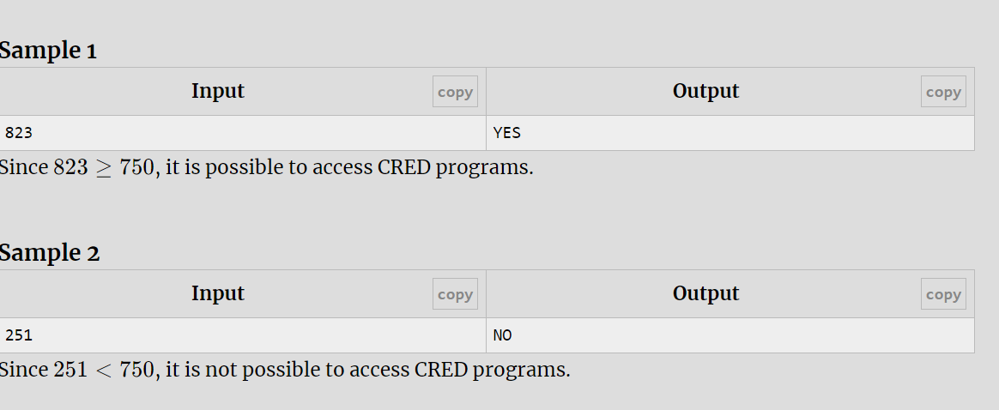 Sample 1
Input copy Output copy
823 YES
Since 823 ≥ 750, it is possible to access CRED programs.
Sample 2
Input copy Output copy
251 NO
Since 251 < 750, it is not possible to access CRED programs.